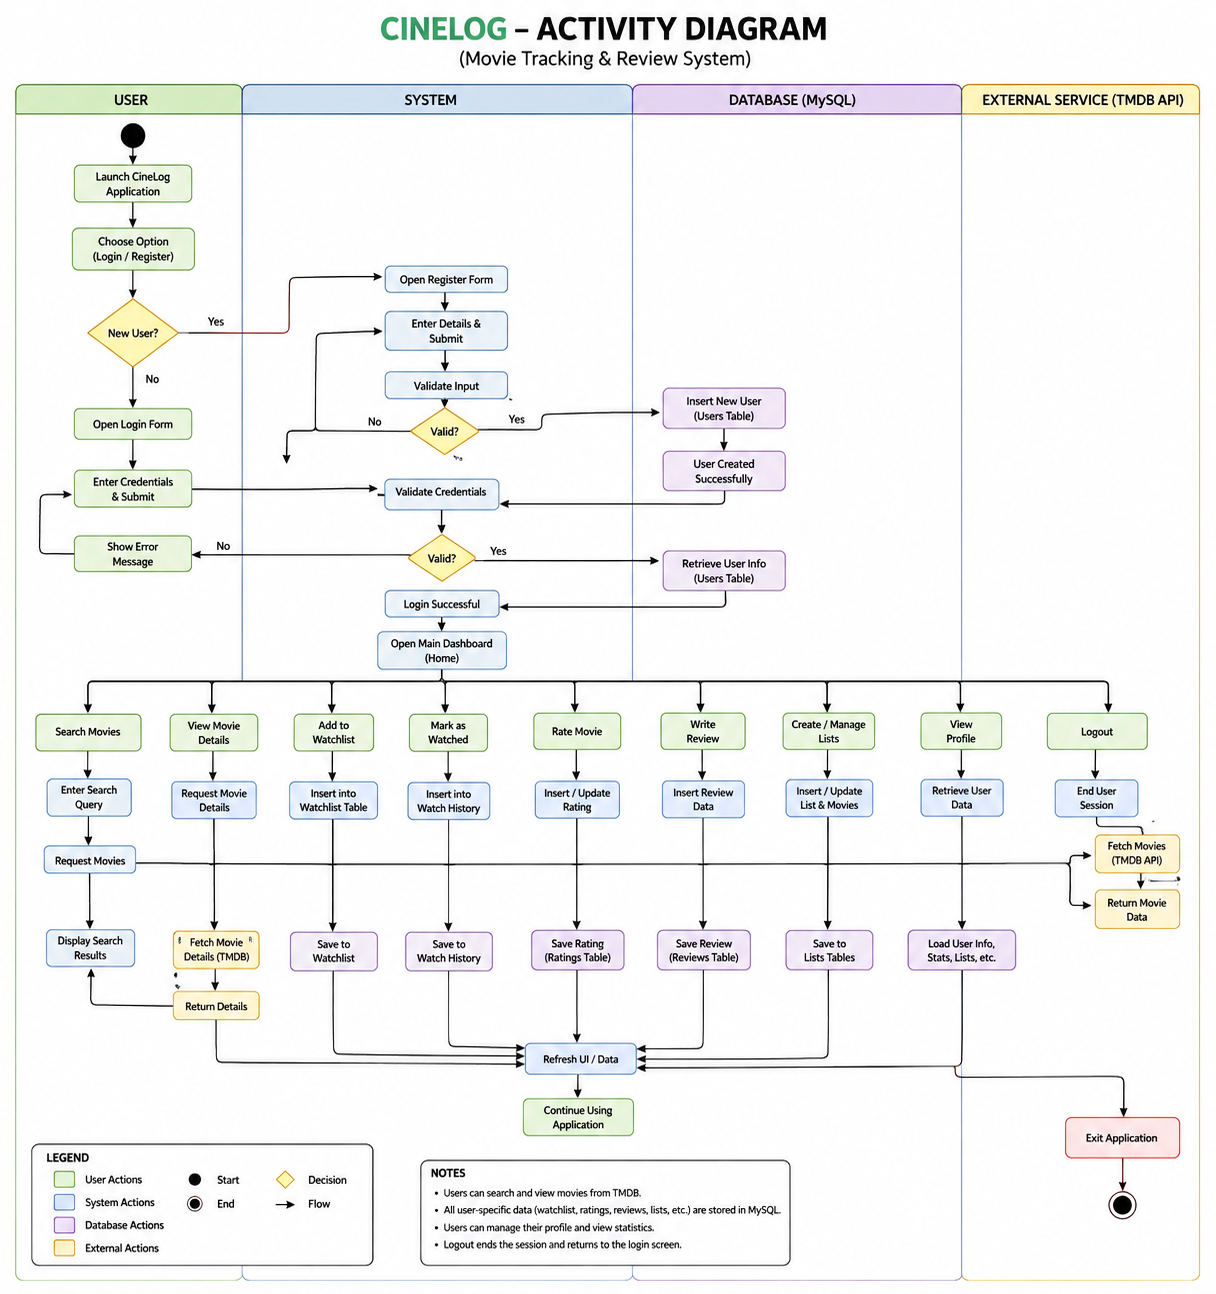 CINELOG – ACTIVITY DIAGRAM
(Movie Tracking & Review System)
USER
SYSTEM
DATABASE (MySQL)
EXTERNAL SERVICE (TMDB API)
Launch CineLog
Application
Choose Option
(Login / Register)
New User?
Yes
No
Open Register Form
Enter Details &
Submit
Validate Input
Valid?
No
Yes
Insert New User
(Users Table)
User Created
Successfully
Open Login Form
Enter Credentials
& Submit
Validate Credentials
Show Error
Message
No
Valid?
Yes
Retrieve User Info
(Users Table)
Login Successful
Open Main Dashboard
(Home)
Search Movies
View Movie
Details
Add to
Watchlist
Mark as
Watched
Rate Movie
Write
Review
Create / Manage
Lists
View
Profile
Logout
Enter Search
Query
Request Movie
Details
Insert into
Watchlist Table
Insert into
Watch History
Insert / Update
Rating
Insert Review
Data
Insert / Update
List & Movies
Retrieve User
Data
End User
Session
Request Movies
Fetch Movies
(TMDB API)
Return Movie
Data
Display Search
Results
Fetch Movie
Details (TMDB)
Save to
Watchlist
Save to
Watch History
Save Rating
(Ratings Table)
Save Review
(Reviews Table)
Save to
Lists Tables
Load User Info,
Stats, Lists, etc.
Return Details
Refresh UI / Data
Continue Using
Application
Exit Application
LEGEND
User Actions
System Actions
Database Actions
External Actions
Start
End
Decision
Flow
NOTES
• Users can search and view movies from TMDB.
• All user-specific data (watchlist, ratings, reviews, lists, etc.) are stored in MySQL.
• Users can manage their profile and view statistics.
• Logout ends the session and returns to the login screen.